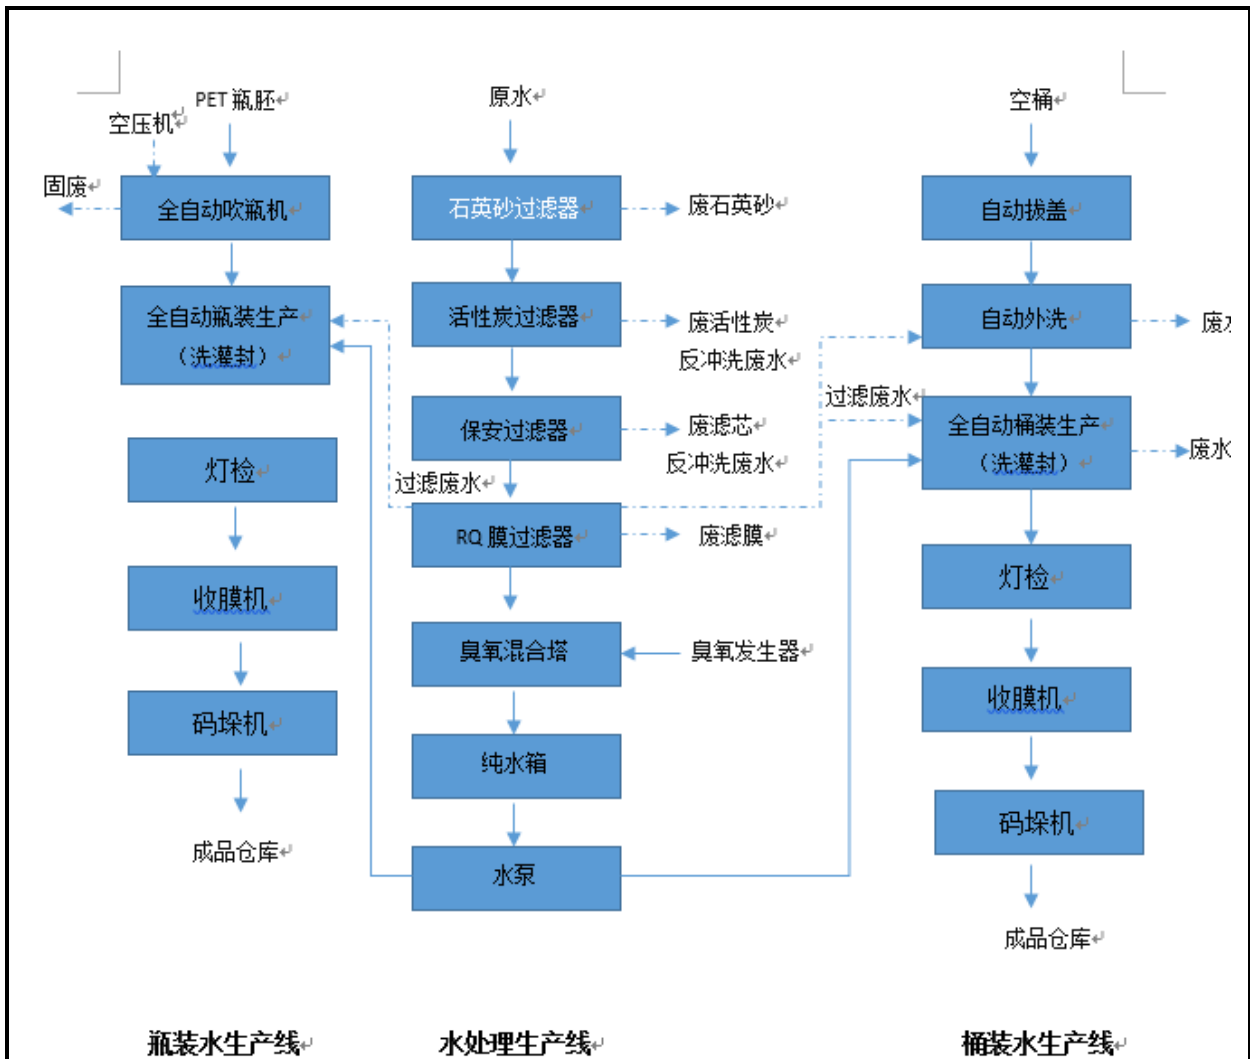 PET 瓶胚
空压机
固废
全自动吹瓶机
全自动瓶装生产
（洗灌封）
灯检
收膜机
码垛机
成品仓库
瓶装水生产线
原水
石英砂过滤器
废石英砂
活性炭过滤器
废活性炭
反冲洗废水
保安过滤器
废滤芯
反冲洗废水
过滤废水
RQ 膜过滤器
废滤膜
臭氧混合塔
臭氧发生器
纯水箱
水泵
水处理生产线
空桶
自动拔盖
自动外洗
废
过滤废水
全自动桶装生产
（洗灌封）
废水
灯检
收膜机
码垛机
成品仓库
桶装水生产线